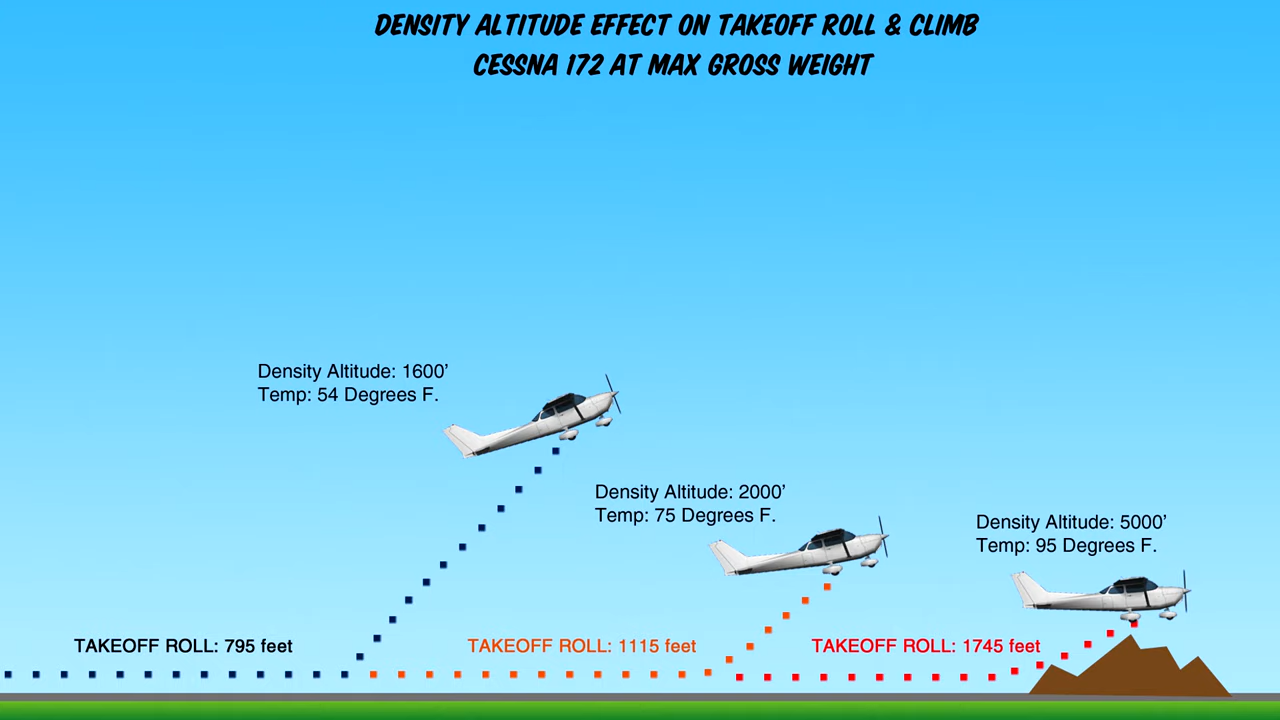 DENSITY ALTITUDE EFFECT ON TAKEOFF ROLL & CLIMB
CESSNA 172 AT MAX GROSS WEIGHT
Density Altitude: 1600’
Temp: 54 Degrees F.
Density Altitude: 2000’
Temp: 75 Degrees F.
Density Altitude: 5000’
Temp: 95 Degrees F.
TAKEOFF ROLL: 795 feet
TAKEOFF ROLL: 1115 feet
TAKEOFF ROLL: 1745 feet